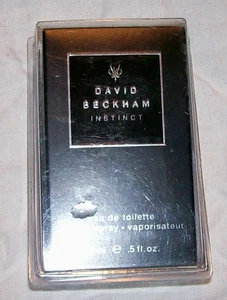 DAVID
BECKHAM
INSTINCT
eau de toilette
spray • vaporisateur
℮ .5 fl.oz.